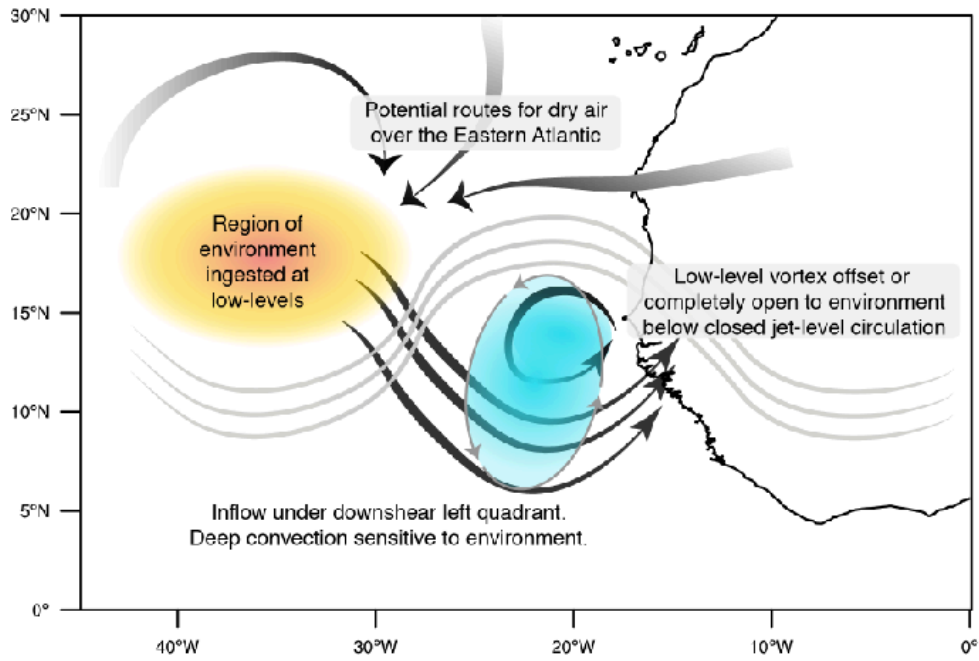 30°N
Potential routes for dry air
over the Eastern Atlantic
25°N
20°N
Region of
environment
ingested at
low-levels
Low-level vortex offset or
completely open to environment
below closed jet-level circulation
15°N
10°N
5°N
Inflow under downshear left quadrant.
Deep convection sensitive to environment.
0°
40°W
30°W
20°W
10°W
0°